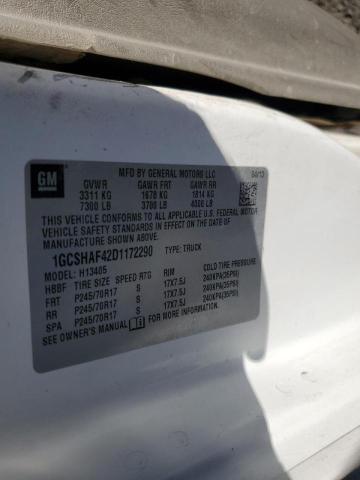 GM
MFD BY GENERAL MOTORS LLC 04/13
GVWR GAWR FRT GAWR RR
3311 KG 1678 KG 1814 KG
7300 LB 3700 LB 4000 LB
THIS VEHICLE CONFORMS TO ALL APPLICABLE U.S. FEDERAL MOTOR
VEHICLE SAFETY STANDARDS IN EFFECT ON THE DATE OF
MANUFACTURE SHOWN ABOVE.
1GCSHAF42D1172290 TYPE: TRUCK
MODEL: H13405
H8BF TIRE SIZE SPEED RTG RIM COLD TIRE PRESSURE
FRT P245/70R17 S 17X7.5J 240KPA(35PSI)
RR P245/70R17 S 17X7.5J 240KPA(35PSI)
SPA P245/70R17 S 17X7.5J 240KPA(35PSI)
SEE OWNER'S MANUAL FOR MORE INFORMATION.